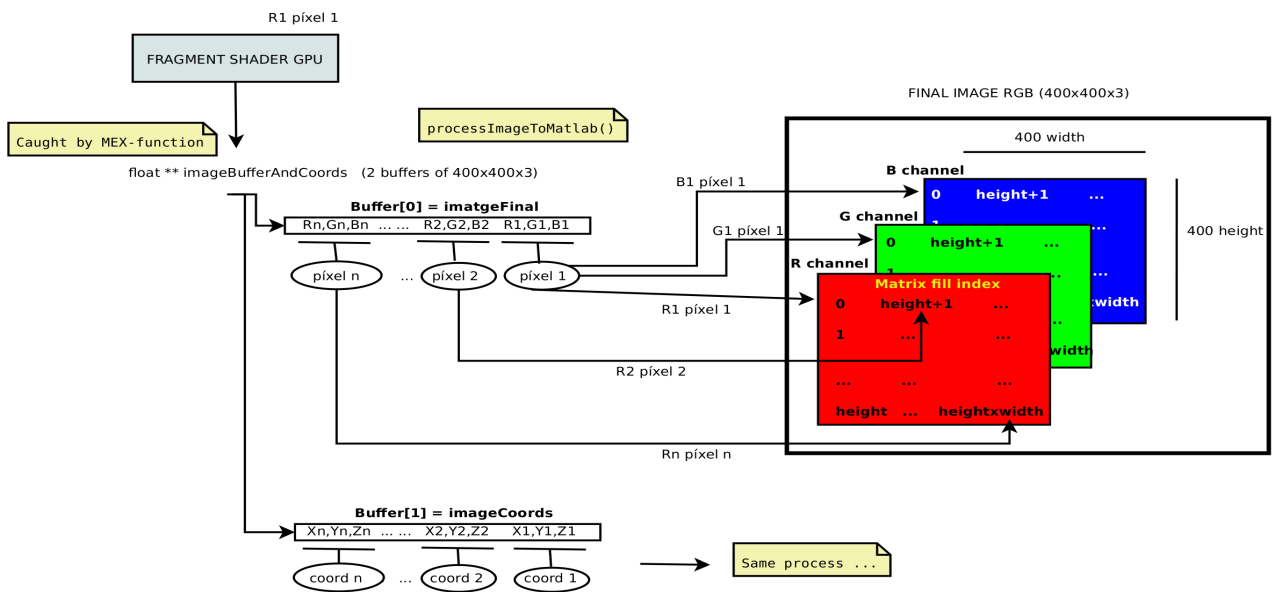 R1 píxel 1
FRAGMENT SHADER GPU
Caught by MEX-function
processImageToMatlab()
float ** imageBufferAndCoords (2 buffers of 400x400x3)
Buffer[0] = imatgeFinal
Rn,Gn,Bn ... ... R2,G2,B2 R1,G1,B1
píxel n ... píxel 2 píxel 1
B1 píxel 1
G1 píxel 1
R1 píxel 1
R2 píxel 2
Rn píxel n
FINAL IMAGE RGB (400x400x3)
400 width
400 height
B channel
0 height+1 ...
1 ...
...
xwidth
G channel
0 height+1 ...
1 ..
..
width
R channel
Matrix fill index
0 height+1 ...
1 ... ...
... ... ...
height ... heightxwidth
Buffer[1] = imageCoords
Xn,Yn,Zn ... ... X2,Y2,Z2 X1,Y1,Z1
coord n ... coord 2 coord 1
Same process ...